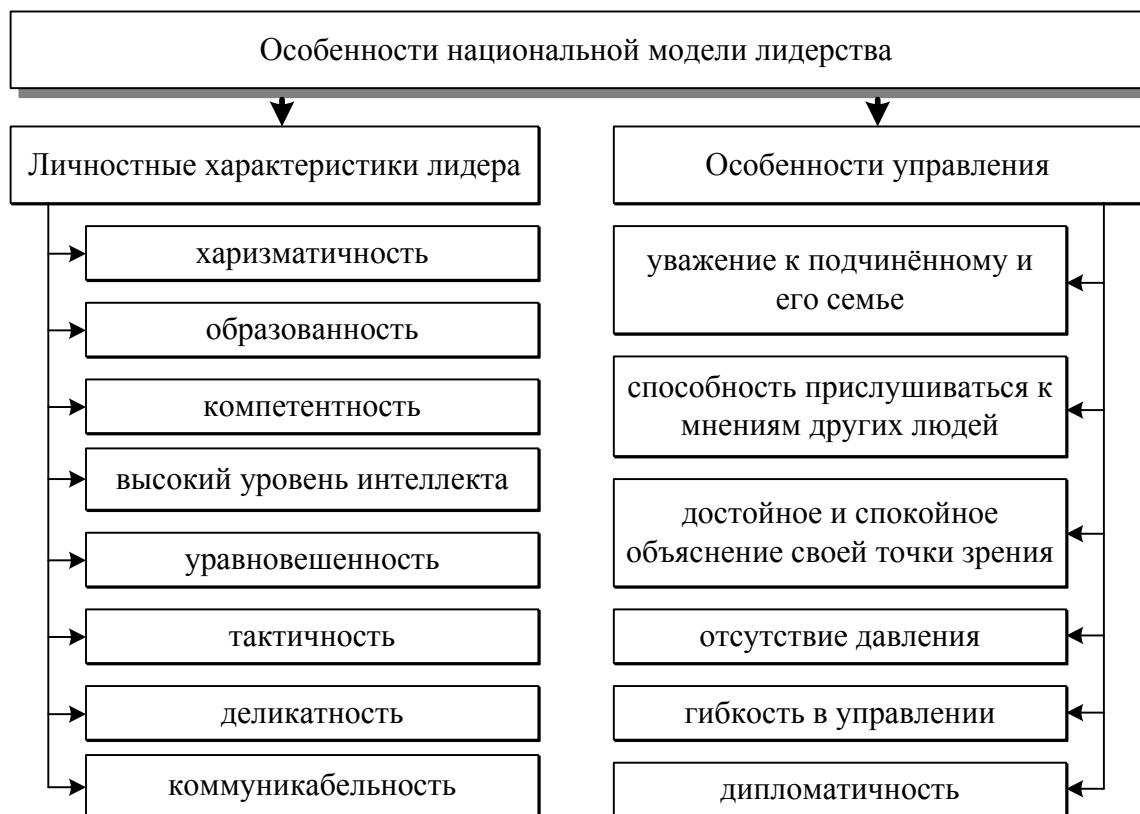 Особенности национальной модели лидерства
Личностные характеристики лидера
харизматичность
образованность
компетентность
высокий уровень интеллекта
уравновешенность
тактичность
деликатность
коммуникабельность
Особенности управления
уважение к подчинённому и
его семье
способность прислушиваться к
мнениям других людей
достойное и спокойное
объяснение своей точки зрения
отсутствие давления
гибкость в управлении
дипломатичность